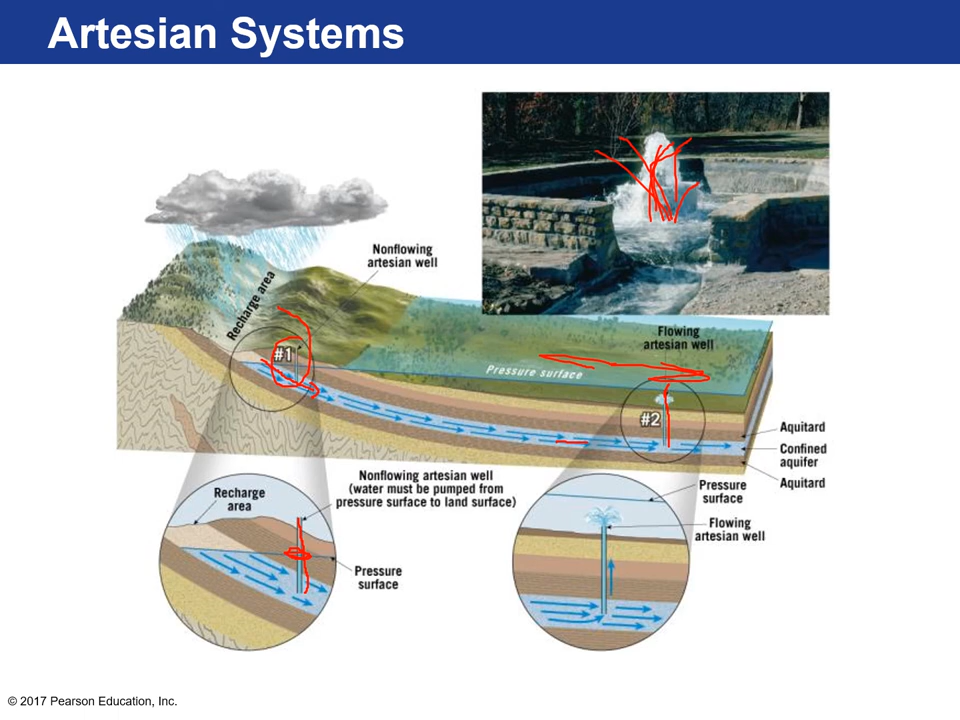 Artesian Systems
Nonflowing
artesian well
Recharge area
Flowing
artesian well
#1
Pressure surface
#2
Aquitard
Confined
aquifer
Aquitard
Nonflowing artesian well
(water must be pumped from
pressure surface to land surface)
Recharge
area
Pressure
surface
Pressure
surface
Flowing
artesian well
© 2017 Pearson Education, Inc.